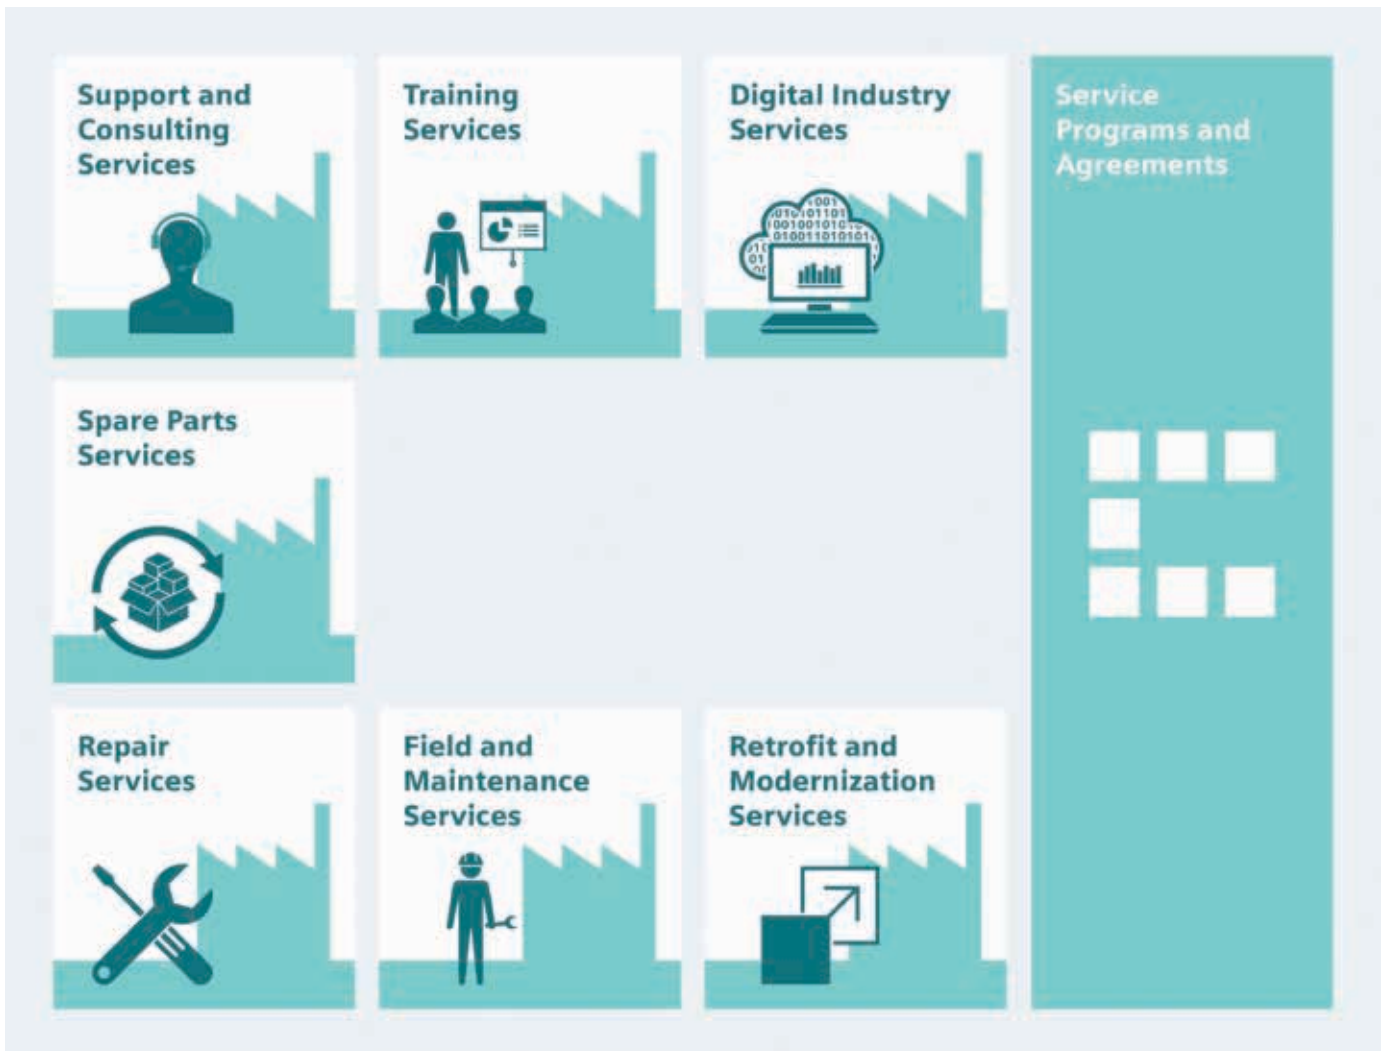 Support and
Consulting
Services
Training
Services
Digital Industry
Services
Service
Programs and
Agreements
Spare Parts
Services
Repair
Services
Field and
Maintenance
Services
Retrofit and
Modernization
Services